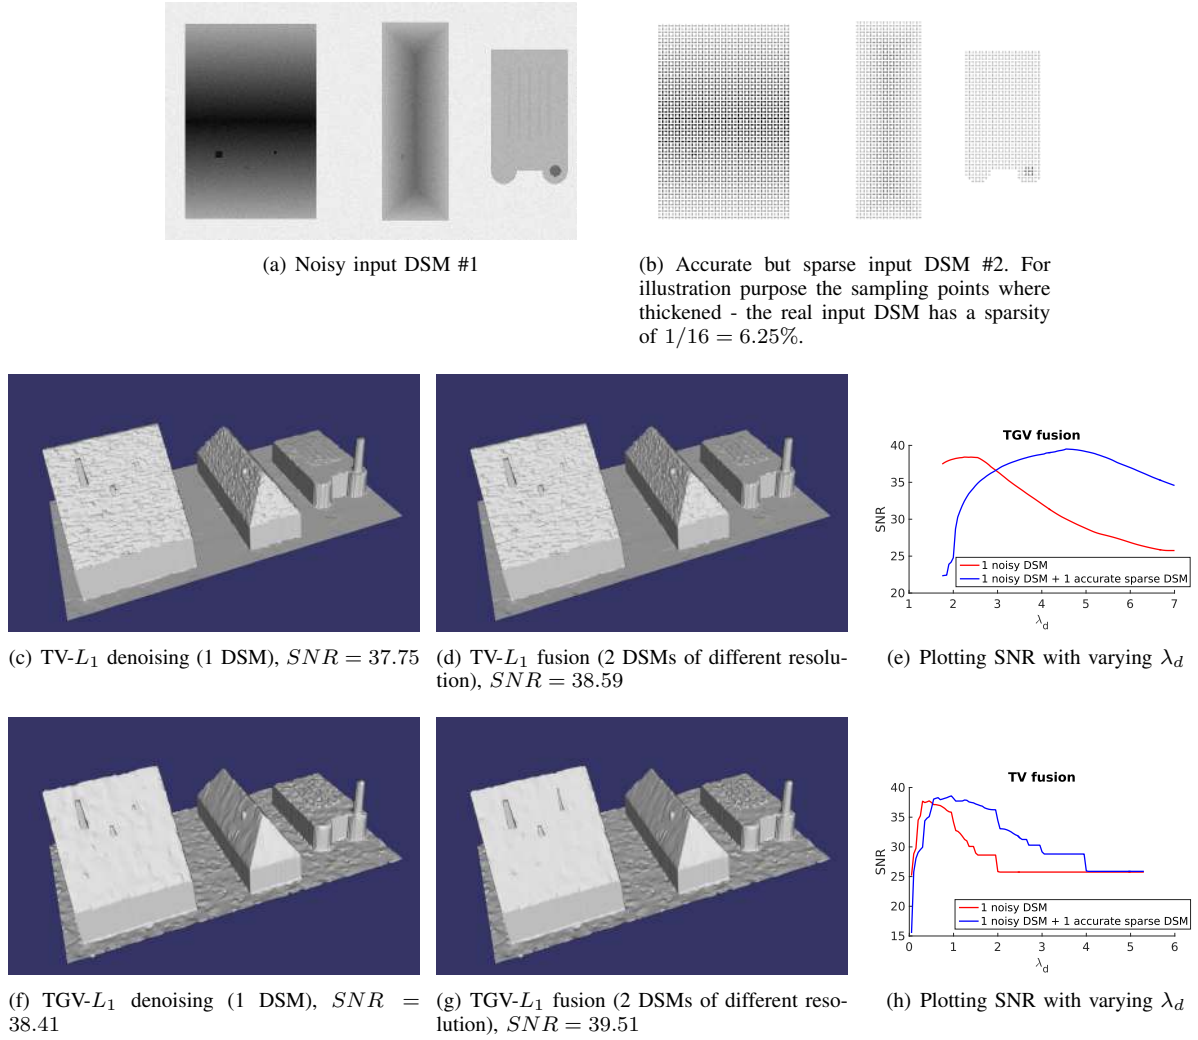 (a) Noisy input DSM #1
(b) Accurate but sparse input DSM #2. For
illustration purpose the sampling points where
thickened - the real input DSM has a sparsity
of 1/16 = 6.25%.
(c) TV-L₁ denoising (1 DSM), SNR = 37.75
(d) TV-L₁ fusion (2 DSMs of different resolu-
tion), SNR = 38.59
TGV fusion
SNR
40
35
30
25
20
1 2 3 4 5 6 7
λd
1 noisy DSM
1 noisy DSM + 1 accurate sparse DSM
(e) Plotting SNR with varying λd
(f) TGV-L₁ denoising (1 DSM), SNR =
38.41
(g) TGV-L₁ fusion (2 DSMs of different reso-
lution), SNR = 39.51
TV fusion
SNR
40
35
30
25
20
15
0 1 2 3 4 5 6
λd
1 noisy DSM
1 noisy DSM + 1 accurate sparse DSM
(h) Plotting SNR with varying λd